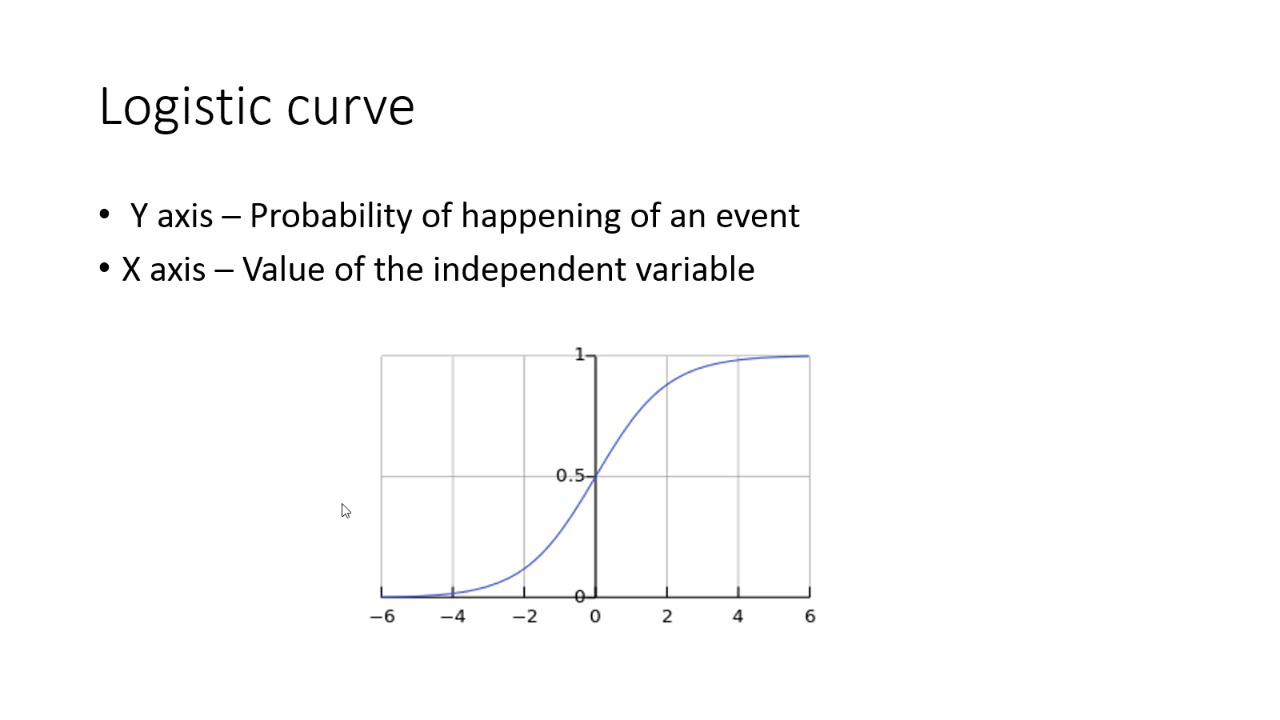 Logistic curve
• Y axis – Probability of happening of an event
• X axis – Value of the independent variable
1
0.5
0
−6 −4 −2 0 2 4 6